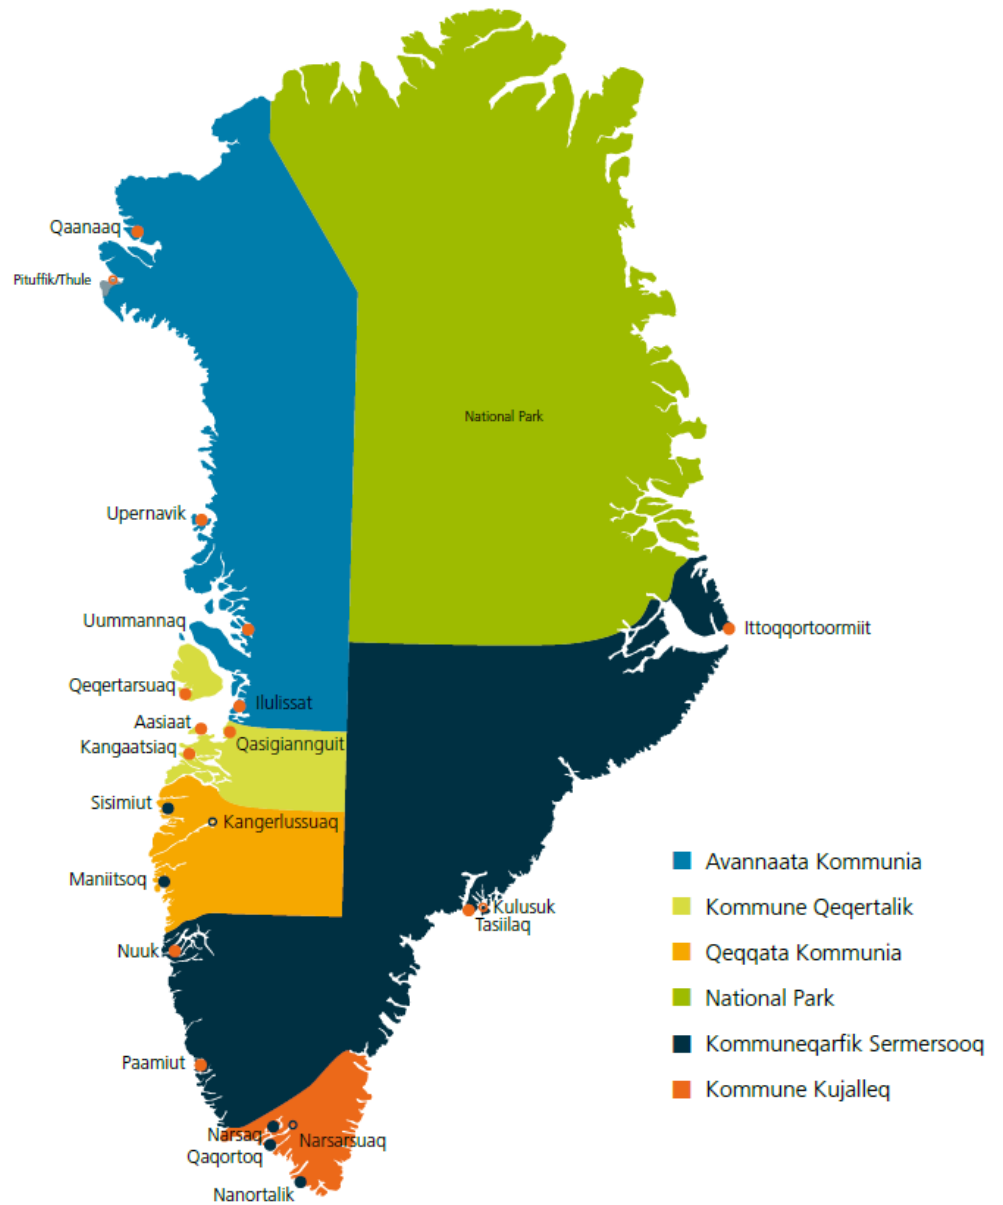 Qaanaaq
Pituffik/Thule
National Park
Upernavik
Uummannaq
Ittoqqortoormiit
Qeqertarsuaq
Ilulissat
Aasiaat
Qasigiannguit
Kangaatsiaq
Sisimiut
Kangerlussuaq
Maniitsoq
Kulusuk
Tasiilaq
Nuuk
Paamiut
Narsaq
Narsarsuaq
Qaqortoq
Nanortalik
Avannaata Kommunia
Kommune Qeqertalik
Qeqqata Kommunia
National Park
Kommuneqarfik Sermersooq
Kommune Kujalleq